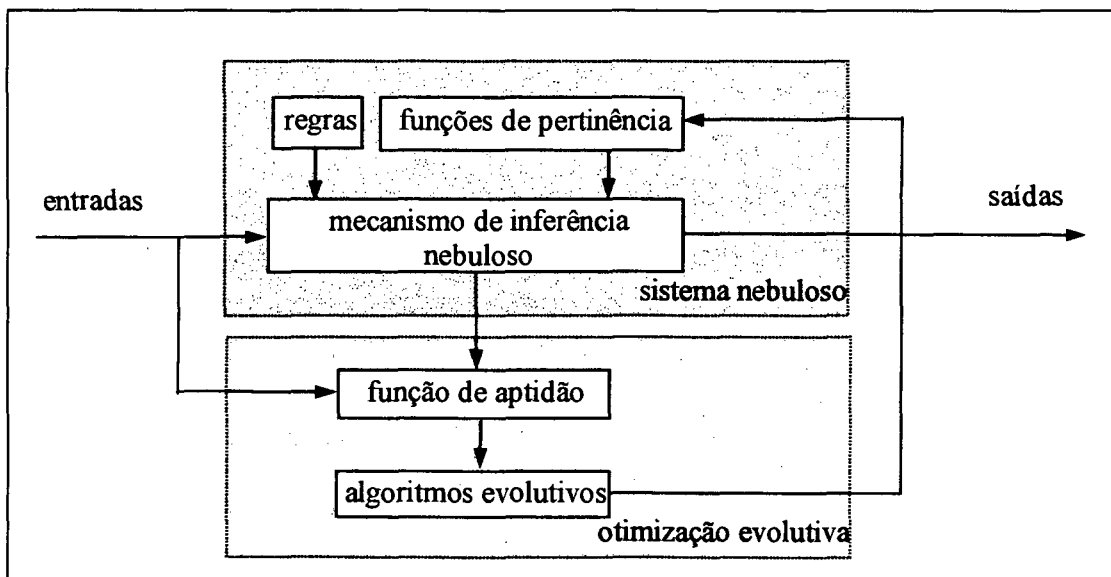 regras
funções de pertinência
entradas
saídas
mecanismo de inferência
nebuloso
sistema nebuloso
função de aptidão
algoritmos evolutivos
otimização evolutiva